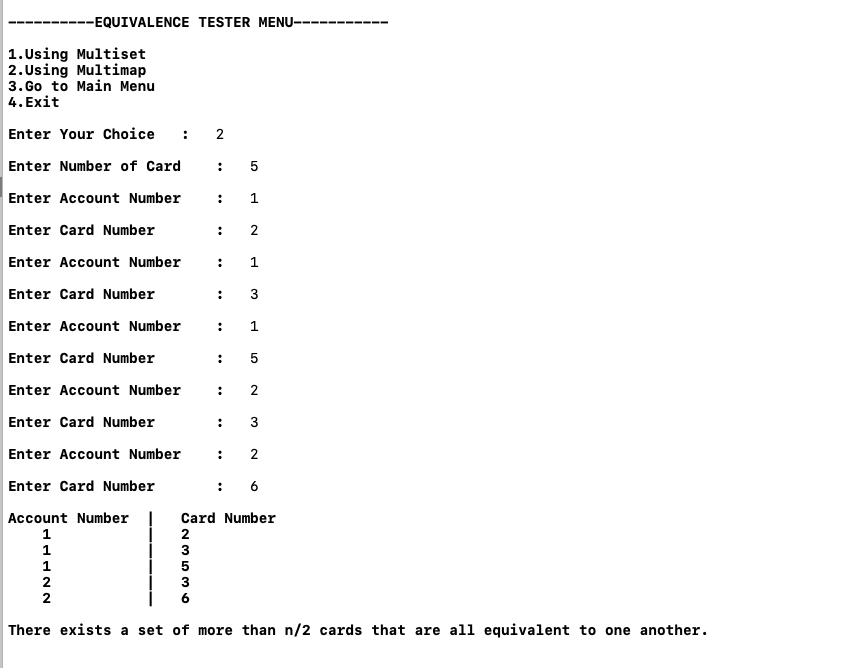 ----------EQUIVALENCE TESTER MENU-----------
1.Using Multiset
2.Using Multimap
3.Go to Main Menu
4.Exit
Enter Your Choice : 2
Enter Number of Card : 5
Enter Account Number : 1
Enter Card Number : 2
Enter Account Number : 1
Enter Card Number : 3
Enter Account Number : 1
Enter Card Number : 5
Enter Account Number : 2
Enter Card Number : 3
Enter Account Number : 2
Enter Card Number : 6
Account Number | Card Number
1 | 2
1 | 3
1 | 5
2 | 3
2 | 6
There exists a set of more than n/2 cards that are all equivalent to one another.